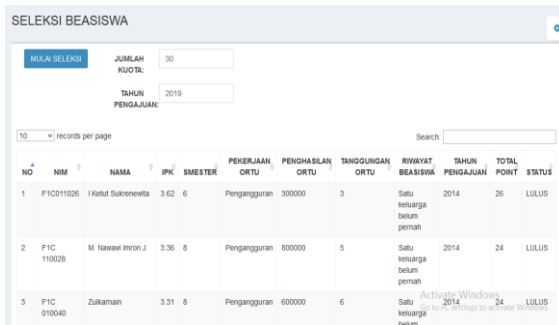 SELEKSI BEASISWA
MULAI SELEKSI
JUMLAH KUOTA:
30
TAHUN PENGAJUAN:
2019
10 records per page
Search:
NO NIM NAMA IPK SMESTER PEKERJAAN ORTU PENGHASILAN ORTU TANGGUNGAN ORTU RIWAYAT BEASISWA TAHUN PENGAJUAN TOTAL POINT STATUS
1 F1C011026 I Ketut Sukrenewita 3.62 6 Pengangguran 300000 3 Satu keluarga belum pernah 2014 26 LULUS
2 F1C 110028 M. Nawawi Imron J. 3.36 8 Pengangguran 800000 5 Satu keluarga belum pernah 2014 24 LULUS
3 F1C 010040 Zulkarnain 3.31 8 Pengangguran 600000 6 Satu keluarga belum 2014 24 LULUS
Activate Windows
Go to PC settings to activate Windows.